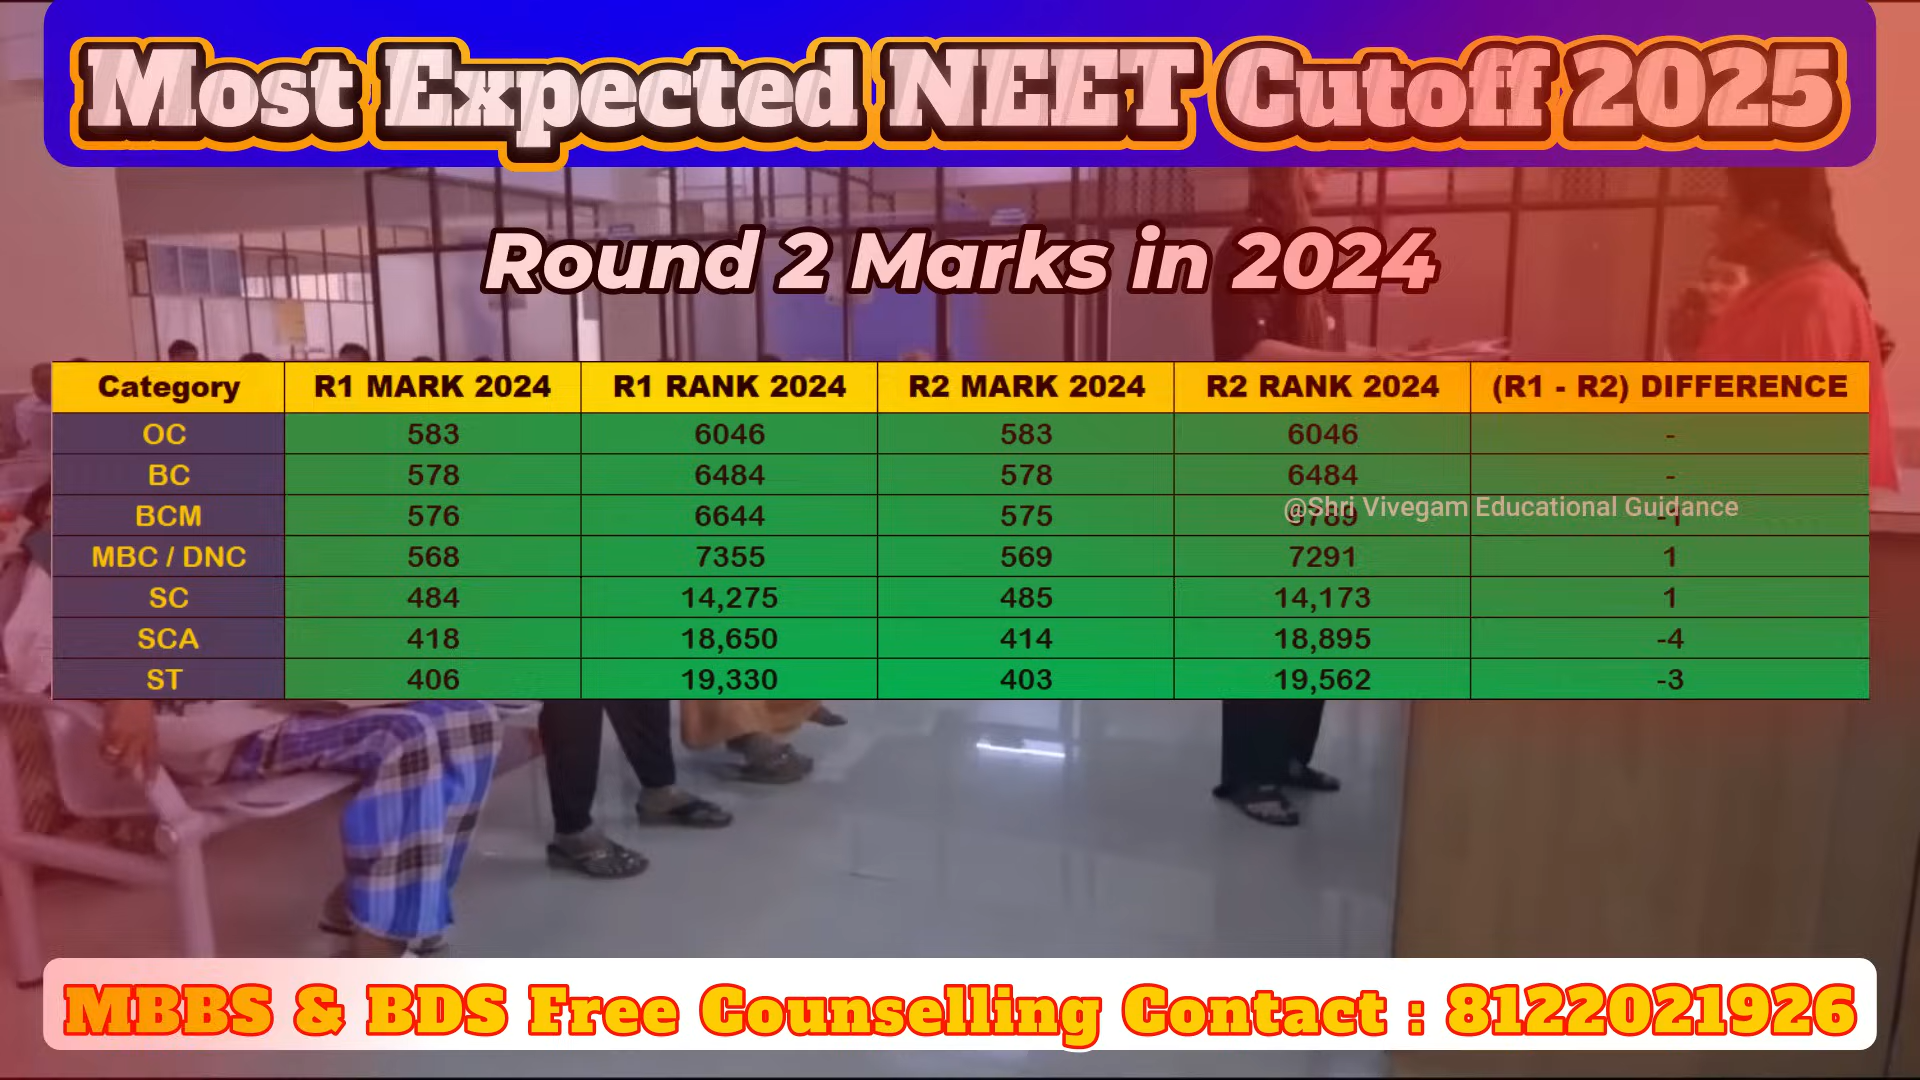 Most Expected NEET Cutoff 2025
Round 2 Marks in 2024
Category R1 MARK 2024 R1 RANK 2024 R2 MARK 2024 R2 RANK 2024 (R1 - R2) DIFFERENCE
OC 583 6046 583 6046 -
BC 578 6484 578 6484 -
BCM 576 6644 575 6789 -1
@Shri Vivegam Educational Guidance
MBC / DNC 568 7355 569 7291 1
SC 484 14,275 485 14,173 1
SCA 418 18,650 414 18,895 -4
ST 406 19,330 403 19,562 -3
MBBS & BDS Free Counselling Contact : 8122021926